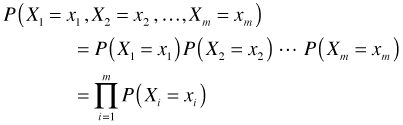 P(X₁ = x₁, X₂ = x₂, …, Xₘ = xₘ)
= P(X₁ = x₁)P(X₂ = x₂) ⋯ P(Xₘ = xₘ)
= ∏ᵢ₌₁ᵐ P(Xᵢ = xᵢ)